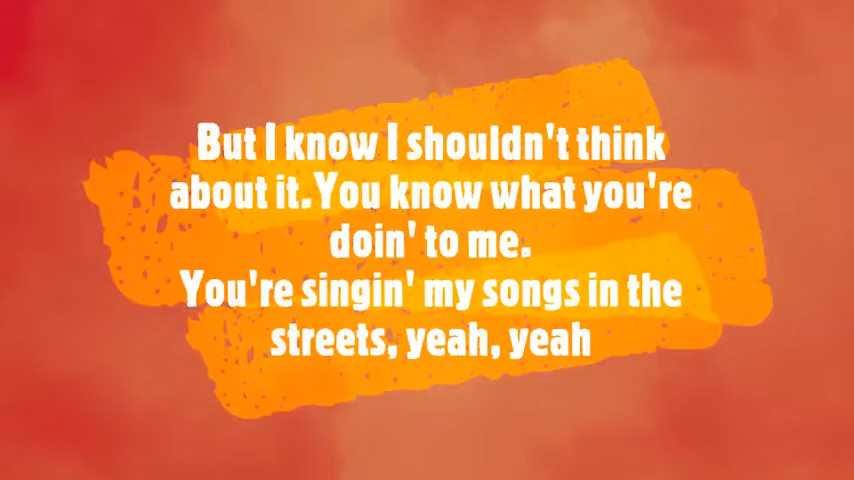 But I know I shouldn't think
about it.You know what you're
doin' to me.
You're singin' my songs in the
streets, yeah, yeah